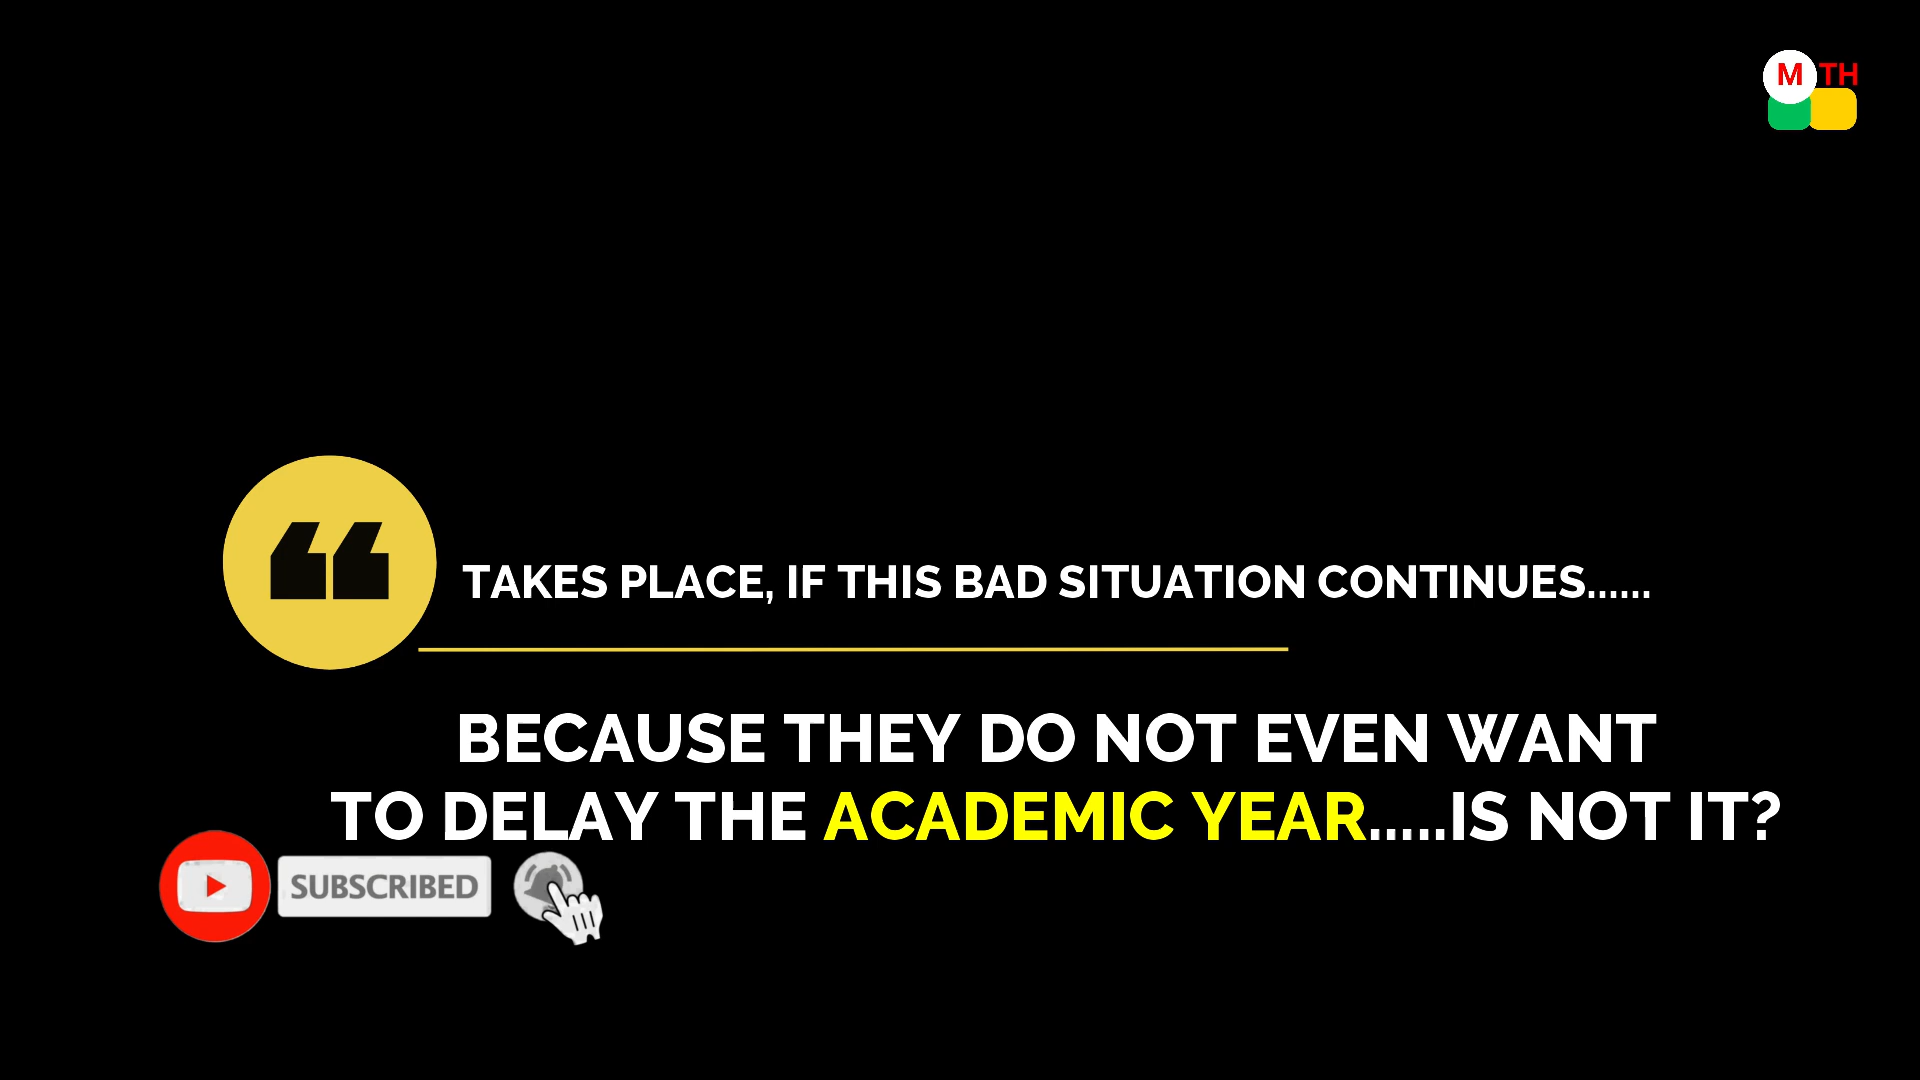 M TH
TAKES PLACE, IF THIS BAD SITUATION CONTINUES......
BECAUSE THEY DO NOT EVEN WANT
TO DELAY THE ACADEMIC YEAR.....IS NOT IT?
SUBSCRIBED